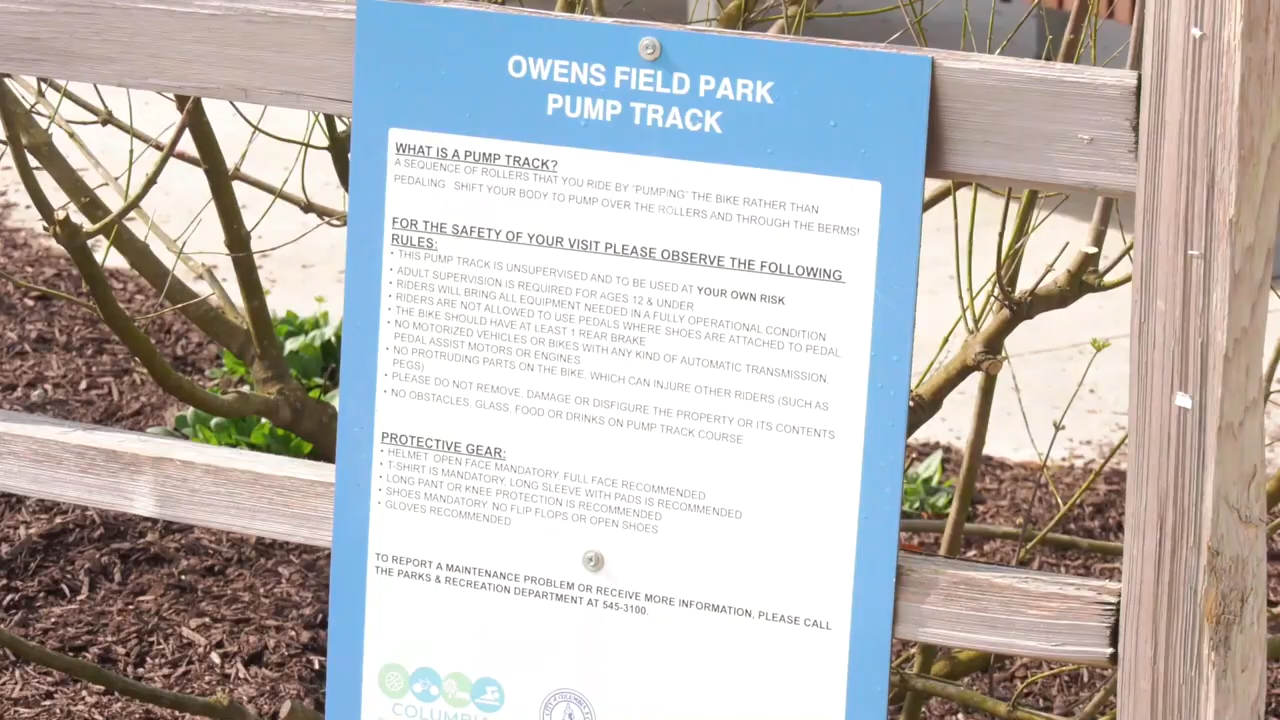 OWENS FIELD PARK
PUMP TRACK
WHAT IS A PUMP TRACK?
A SEQUENCE OF ROLLERS THAT YOU RIDE BY "PUMPING" THE BIKE RATHER THAN
PEDALING. SHIFT YOUR BODY TO PUMP OVER THE ROLLERS AND THROUGH THE BERMS!
FOR THE SAFETY OF YOUR VISIT PLEASE OBSERVE THE FOLLOWING
RULES:
• THIS PUMP TRACK IS UNSUPERVISED AND TO BE USED AT YOUR OWN RISK
• ADULT SUPERVISION IS REQUIRED FOR AGES 12 & UNDER
• RIDERS WILL BRING ALL EQUIPMENT NEEDED IN A FULLY OPERATIONAL CONDITION
• RIDERS ARE NOT ALLOWED TO USE PEDALS WHERE SHOES ARE ATTACHED TO PEDAL
• THE BIKE SHOULD HAVE AT LEAST 1 REAR BRAKE
• NO MOTORIZED VEHICLES OR BIKES WITH ANY KIND OF AUTOMATIC TRANSMISSION,
PEDAL ASSIST MOTORS OR ENGINES
• NO PROTRUDING PARTS ON THE BIKE, WHICH CAN INJURE OTHER RIDERS (SUCH AS
PEGS)
• PLEASE DO NOT REMOVE, DAMAGE OR DISFIGURE THE PROPERTY OR ITS CONTENTS
• NO OBSTACLES, GLASS, FOOD OR DRINKS ON PUMP TRACK COURSE
PROTECTIVE GEAR:
• HELMET OPEN FACE MANDATORY, FULL FACE RECOMMENDED
• T-SHIRT IS MANDATORY, LONG SLEEVE WITH PADS IS RECOMMENDED
• LONG PANT OR KNEE PROTECTION IS RECOMMENDED
• SHOES MANDATORY, NO FLIP FLOPS OR OPEN SHOES
• GLOVES RECOMMENDED
TO REPORT A MAINTENANCE PROBLEM OR RECEIVE MORE INFORMATION, PLEASE CALL
THE PARKS & RECREATION DEPARTMENT AT 545-3100.
COLUMBIA